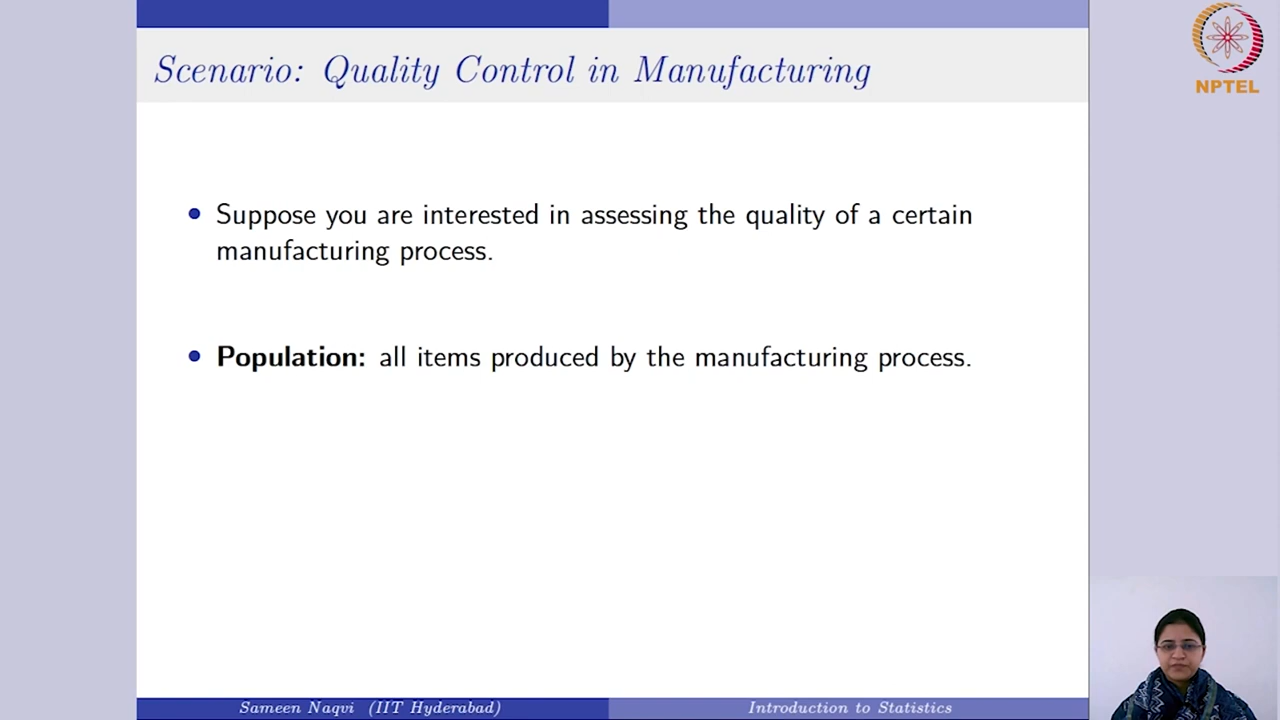 Scenario: Quality Control in Manufacturing
NPTEL
• Suppose you are interested in assessing the quality of a certain
manufacturing process.
• Population: all items produced by the manufacturing process.
Sameen Naqvi (IIT Hyderabad)
Introduction to Statistics